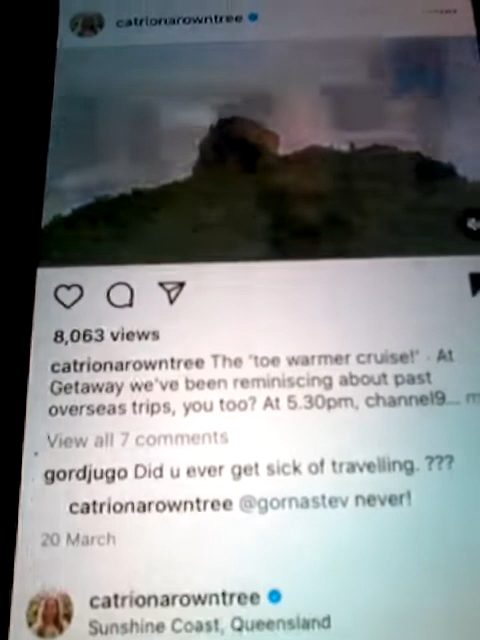 catrionarowntree
8,063 views
catrionarowntree The 'toe warmer cruise!' - At
Getaway we've been reminiscing about past
overseas trips, you too? At 5.30pm, channel9... m
View all 7 comments
gordjugo Did u ever get sick of travelling. ???
catrionarowntree @gornastev never!
20 March
catrionarowntree
Sunshine Coast, Queensland